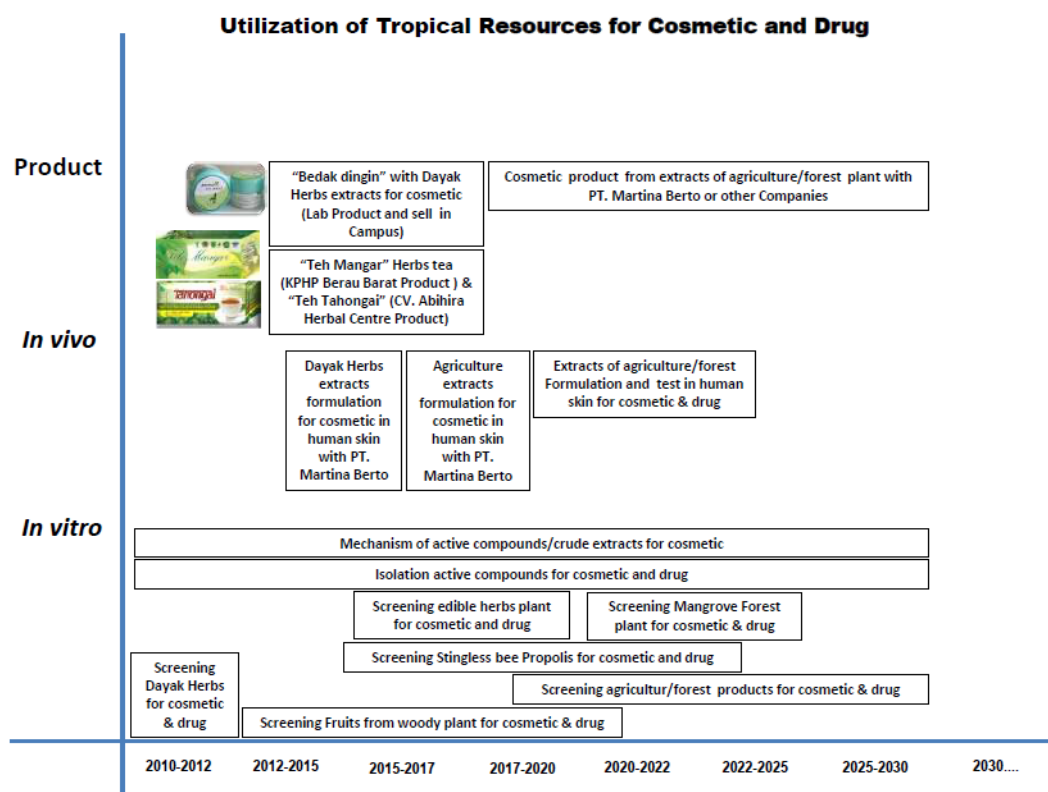 Utilization of Tropical Resources for Cosmetic and Drug
Product
"Bedak dingin" with Dayak
Herbs extracts for cosmetic
(Lab Product and sell in
Campus)
Cosmetic product from extracts of agriculture/forest plant with
PT. Martina Berto or other Companies
Teh Mangar
Tahongai
"Teh Mangar" Herbs tea
(KPHP Berau Barat Product ) &
"Teh Tahongai" (CV. Abihira
Herbal Centre Product)
In vivo
Dayak Herbs
extracts
formulation
for cosmetic in
human skin
with PT.
Martina Berto
Agriculture
extracts
formulation for
cosmetic in
human skin
with PT.
Martina Berto
Extracts of agriculture/forest
Formulation and test in human
skin for cosmetic & drug
In vitro
Mechanism of active compounds/crude extracts for cosmetic
Isolation active compounds for cosmetic and drug
Screening edible herbs plant
for cosmetic and drug
Screening Mangrove Forest
plant for cosmetic & drug
Screening Stingless bee Propolis for cosmetic and drug
Screening
Dayak Herbs
for cosmetic
& drug
Screening agricultur/forest products for cosmetic & drug
Screening Fruits from woody plant for cosmetic & drug
2010-2012 2012-2015 2015-2017 2017-2020 2020-2022 2022-2025 2025-2030 2030....